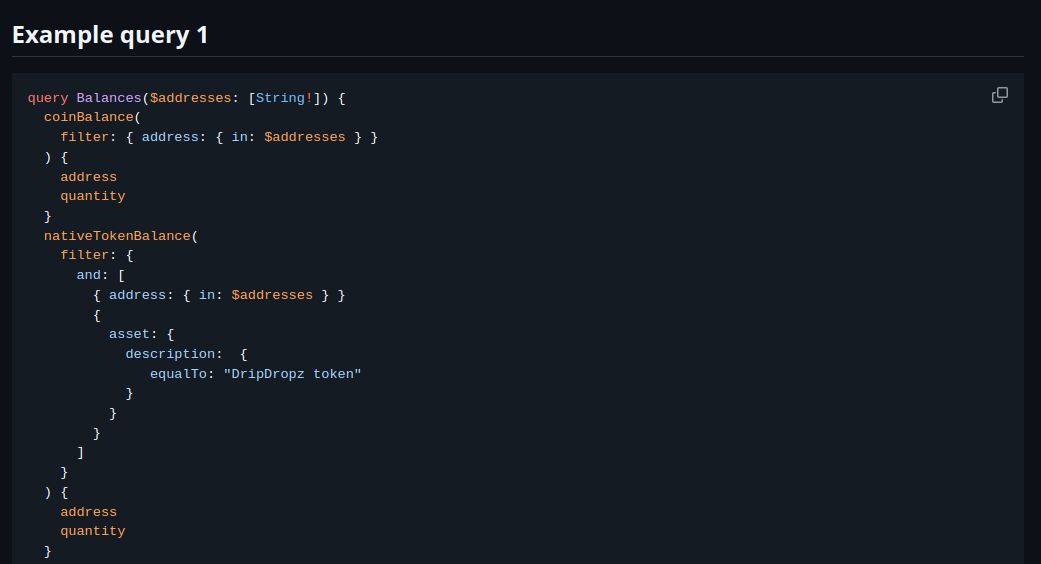 Example query 1
query Balances($addresses: [String!]) {
  coinBalance(
    filter: { address: { in: $addresses } }
  ) {
    address
    quantity
  }
  nativeTokenBalance(
    filter: {
      and: [
        { address: { in: $addresses } }
        {
          asset: {
            description:  {
               equalTo: "DripDropz token"
            }
          }
        }
      ]
    }
  ) {
    address
    quantity
  }